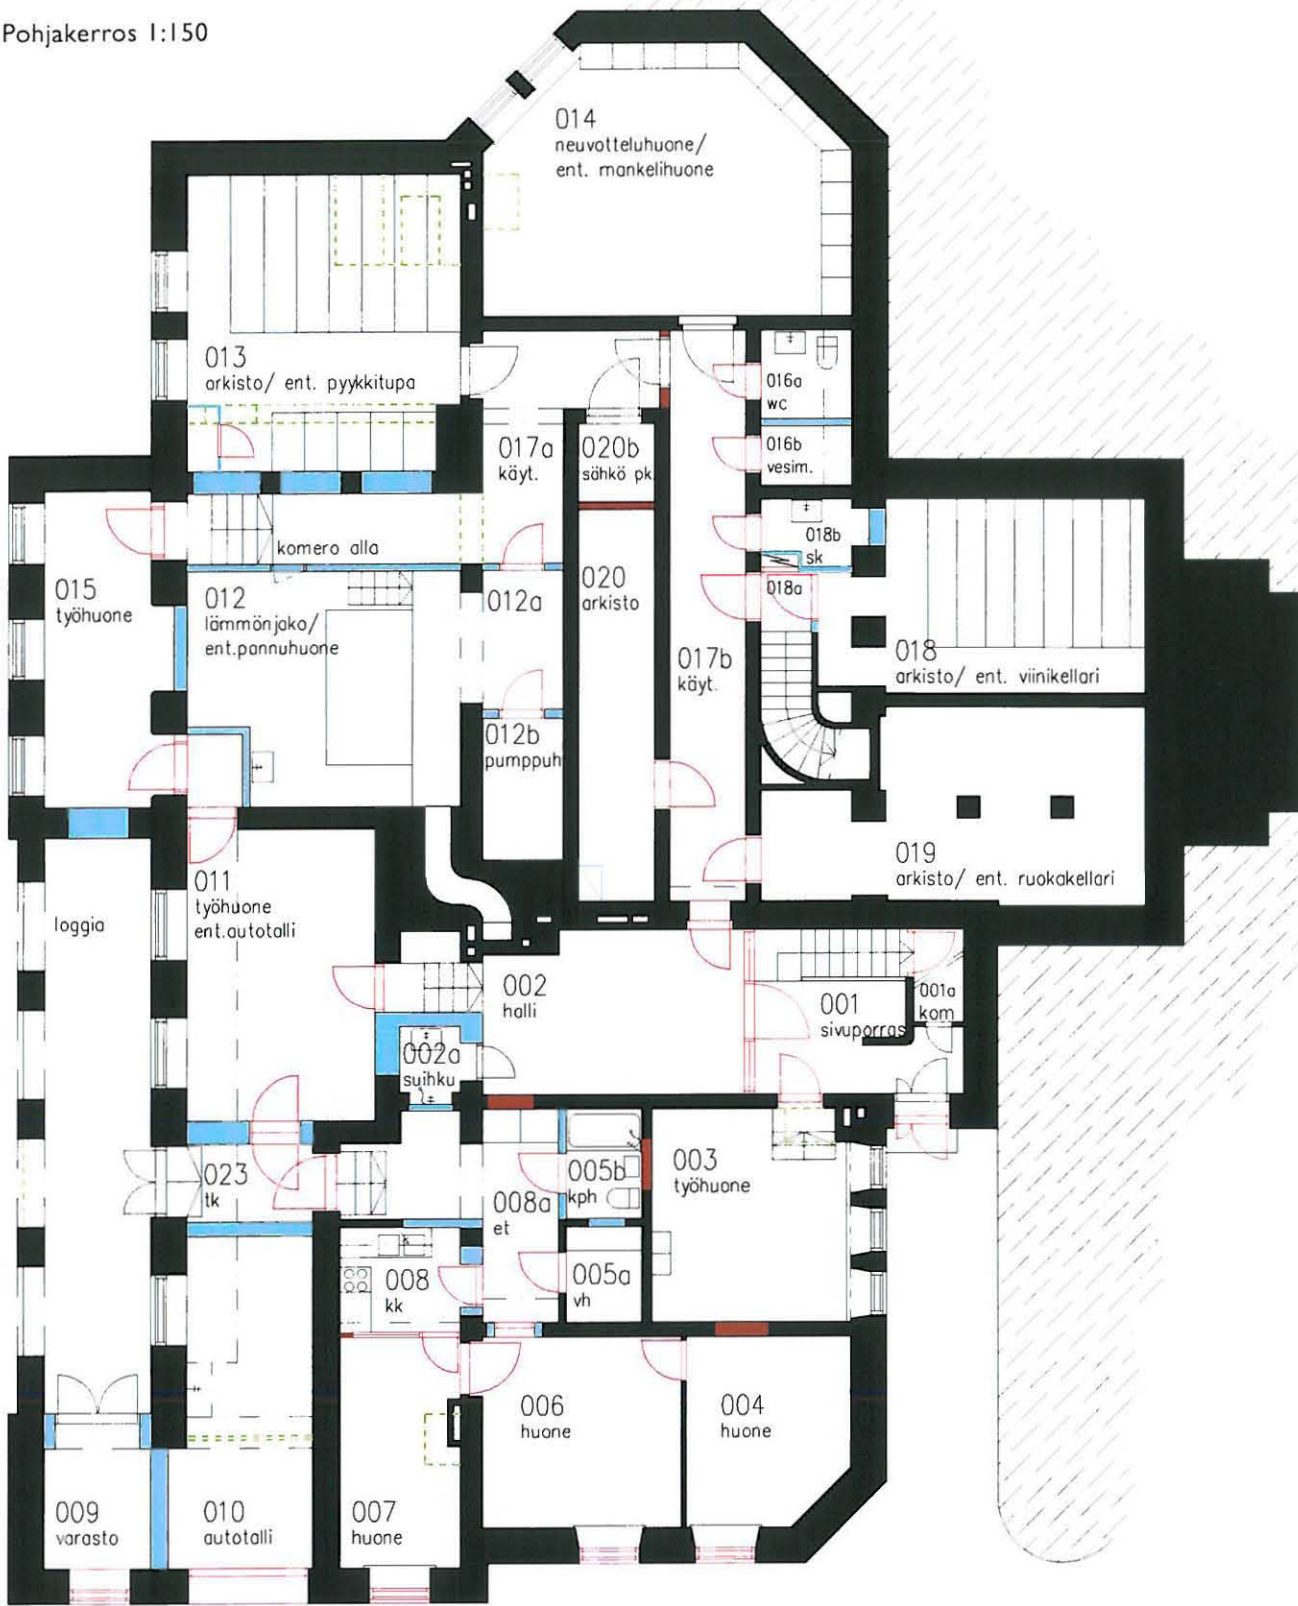 Pohjakerros 1:150
014
neuvotteluhuone/
ent. mankelihuone
013
arkisto/ ent. pyykkitupa
016a
wc
017a
käyt.
020b
sähkö pk.
016b
vesim.
komero alla
018b
sk
015
työhuone
012
lämmönjako/
ent.pannuhuone
012a
020
arkisto
018a
017b
käyt.
018
arkisto/ ent. viinikellari
012b
pumppuh
019
arkisto/ ent. ruokakellari
011
työhuone
ent.autotalli
loggia
002
halli
001
sivuporras
001a
kom
002a
suihku
023
tk
008a
et
005b
kph
003
työhuone
008
kk
005a
vh
006
huone
004
huone
009
varasto
010
autotalli
007
huone